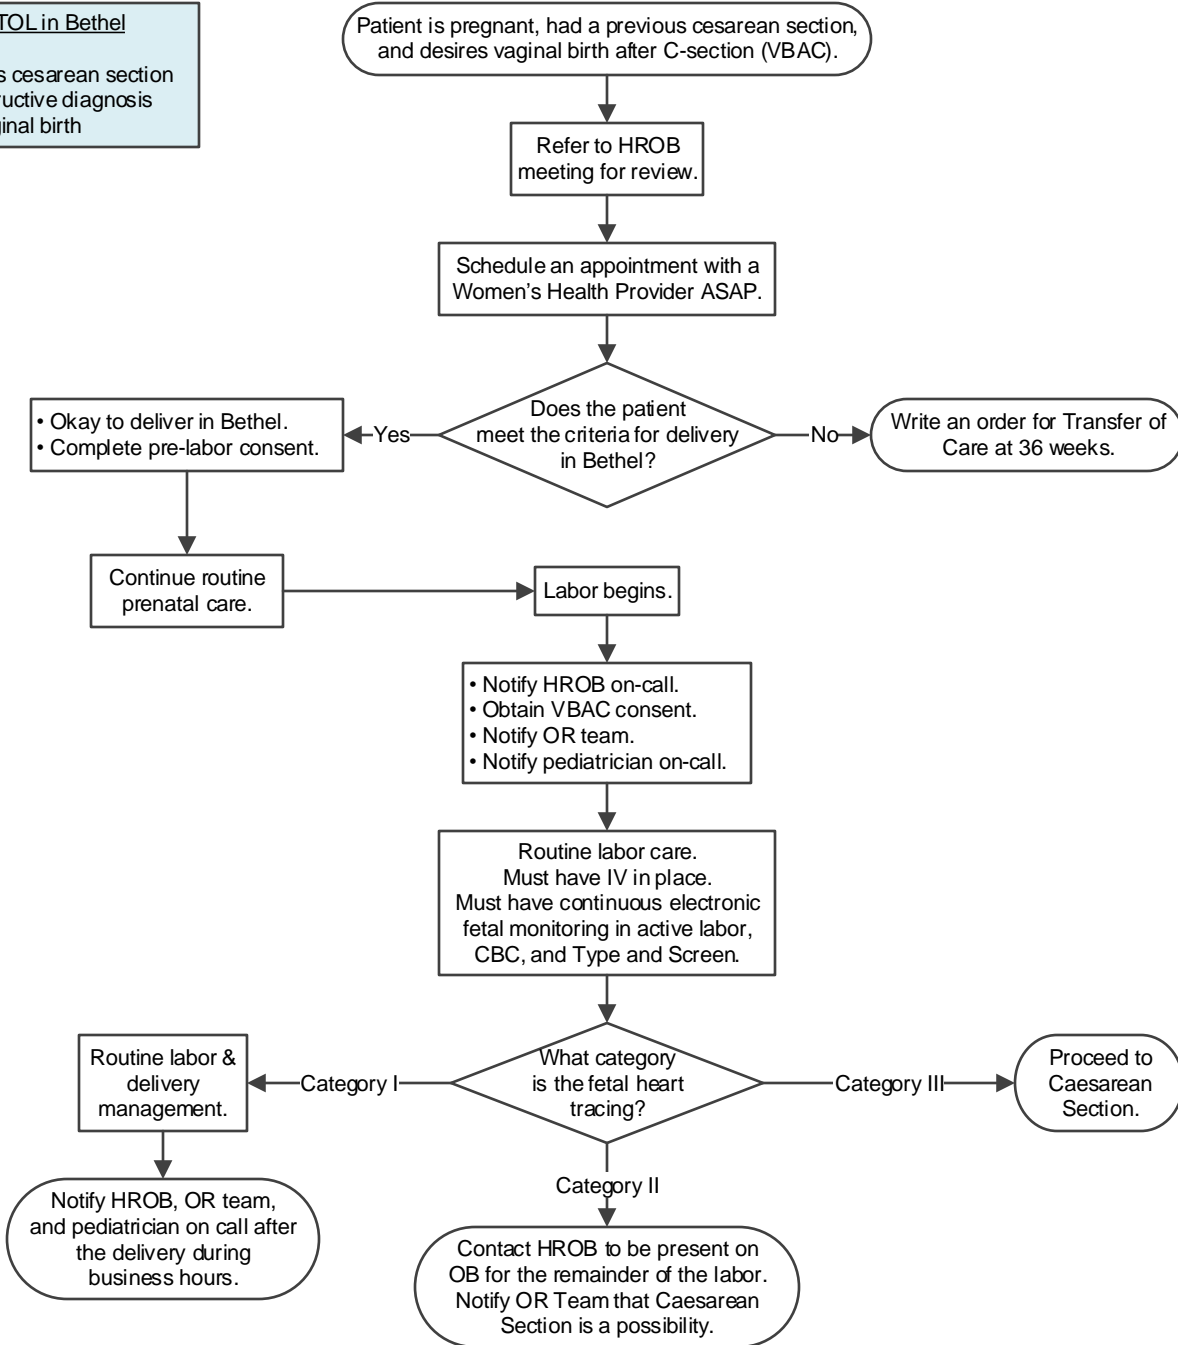 TOL in Bethel
cesarean section
diagnosis
birth
Patient is pregnant, had a previous cesarean section,
and desires vaginal birth after C-section (VBAC).
Refer to HROB
meeting for review.
Schedule an appointment with a
Women's Health Provider ASAP.
Does the patient
meet the criteria for delivery
in Bethel?
Yes
No
• Okay to deliver in Bethel.
• Complete pre-labor consent.
Write an order for Transfer of
Care at 36 weeks.
Continue routine
prenatal care.
Labor begins.
• Notify HROB on-call.
• Obtain VBAC consent.
• Notify OR team.
• Notify pediatrician on-call.
Routine labor care.
Must have IV in place.
Must have continuous electronic
fetal monitoring in active labor,
CBC, and Type and Screen.
What category
is the fetal heart
tracing?
Category I
Category III
Category II
Routine labor &
delivery
management.
Proceed to
Caesarean
Section.
Notify HROB, OR team,
and pediatrician on call after
the delivery during
business hours.
Contact HROB to be present on
OB for the remainder of the labor.
Notify OR Team that Caesarean
Section is a possibility.